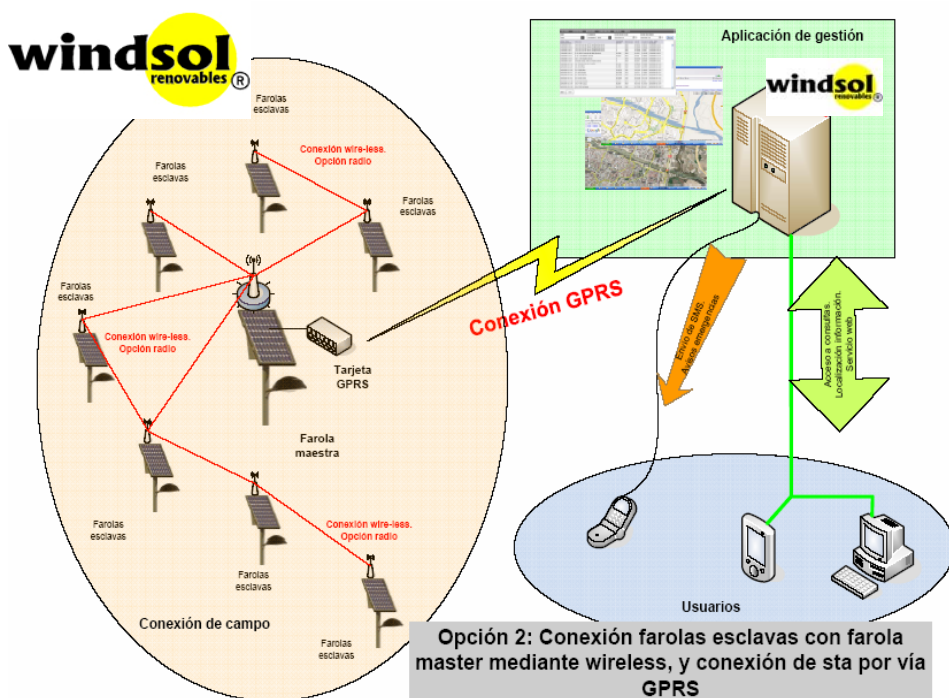 windsol
renovables ®
Farolas
esclavas
Conexión wire-less.
Opción radio
Farolas
esclavas
Farolas
esclavas
Farolas
esclavas
Conexión wire-less.
Opción radio
Tarjeta
GPRS
Farola
maestra
Farolas
esclavas
Conexión wire-less.
Opción radio
Farolas
esclavas
Farolas
esclavas
Conexión de campo
Conexión GPRS
Aplicación de gestión
windsol
renovables ®
Envio de SMS.
Avisos emergencias
Acceso a consultas.
Localización información.
Servicio web
Usuarios
Opción 2: Conexión farolas esclavas con farola
master mediante wireless, y conexión de sta por vía
GPRS